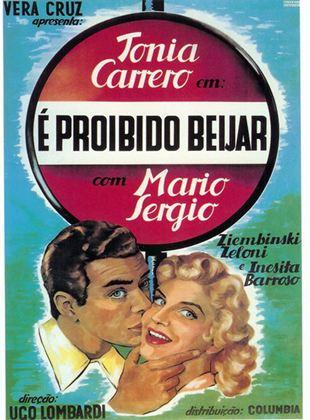 VERA CRUZ
apresenta:
Tonia
Carrero em:
É PROIBIDO BEIJAR
com Mario
Sergio
Ziembinski
Zeloni
e Inesita
Barroso
direção:
UGO LOMBARDI
distribuição: COLUMBIA